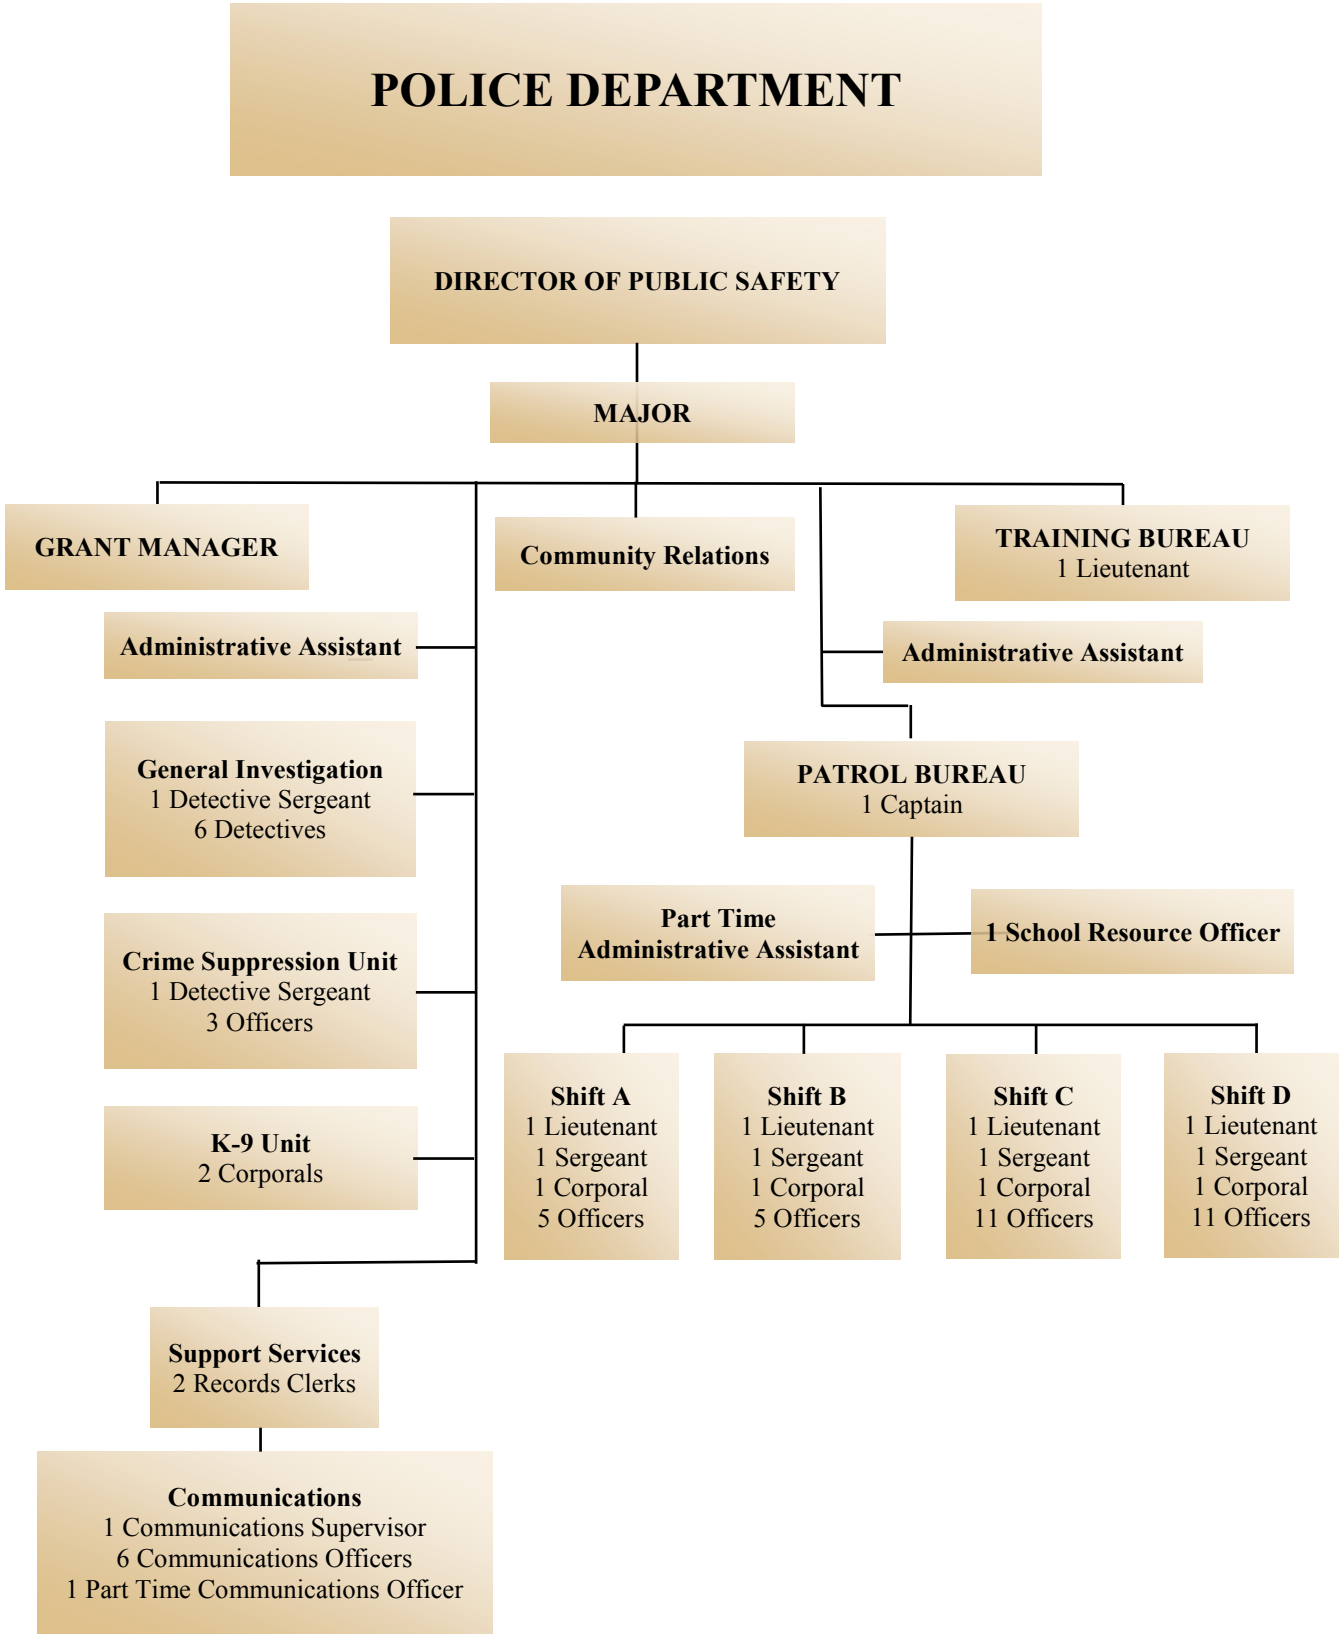 POLICE DEPARTMENT
DIRECTOR OF PUBLIC SAFETY
MAJOR
GRANT MANAGER
Community Relations
TRAINING BUREAU
1 Lieutenant
Administrative Assistant
Administrative Assistant
General Investigation
1 Detective Sergeant
6 Detectives
PATROL BUREAU
1 Captain
Part Time
Administrative Assistant
1 School Resource Officer
Crime Suppression Unit
1 Detective Sergeant
3 Officers
K-9 Unit
2 Corporals
Shift A
1 Lieutenant
1 Sergeant
1 Corporal
5 Officers
Shift B
1 Lieutenant
1 Sergeant
1 Corporal
5 Officers
Shift C
1 Lieutenant
1 Sergeant
1 Corporal
11 Officers
Shift D
1 Lieutenant
1 Sergeant
1 Corporal
11 Officers
Support Services
2 Records Clerks
Communications
1 Communications Supervisor
6 Communications Officers
1 Part Time Communications Officer